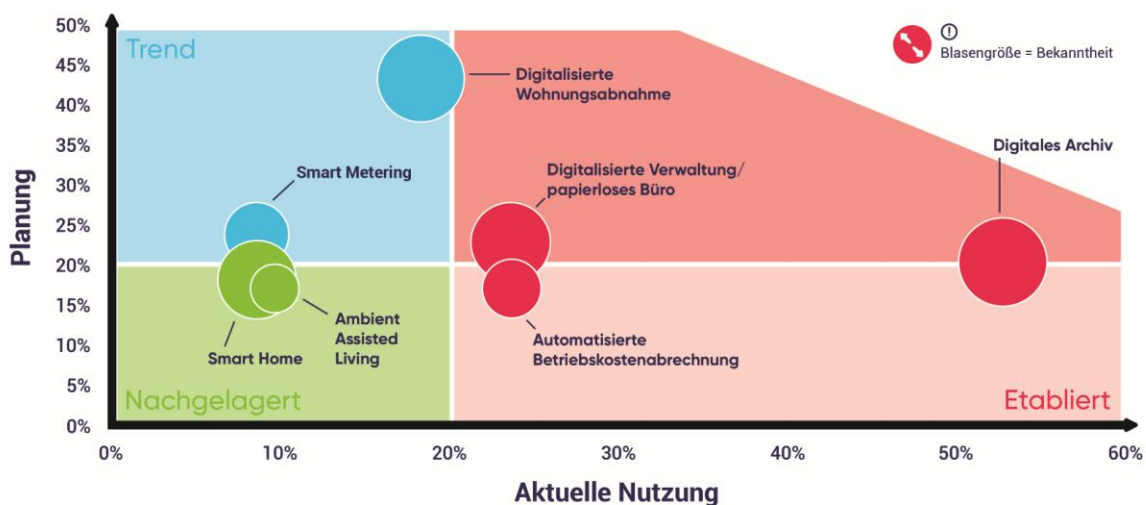 50%
45%
40%
35%
30%
25%
20%
15%
10%
5%
0%
Planung
Trend
Digitalisierte
Wohnungsabnahme
Blasengröße = Bekanntheit
Smart Metering
Digitalisierte Verwaltung/
papierloses Büro
Digitales Archiv
Smart Home
Ambient
Assisted
Living
Automatisierte
Betriebskostenabrechnung
Nachgelagert
Etabliert
0%
10%
20%
30%
40%
50%
60%
Aktuelle Nutzung